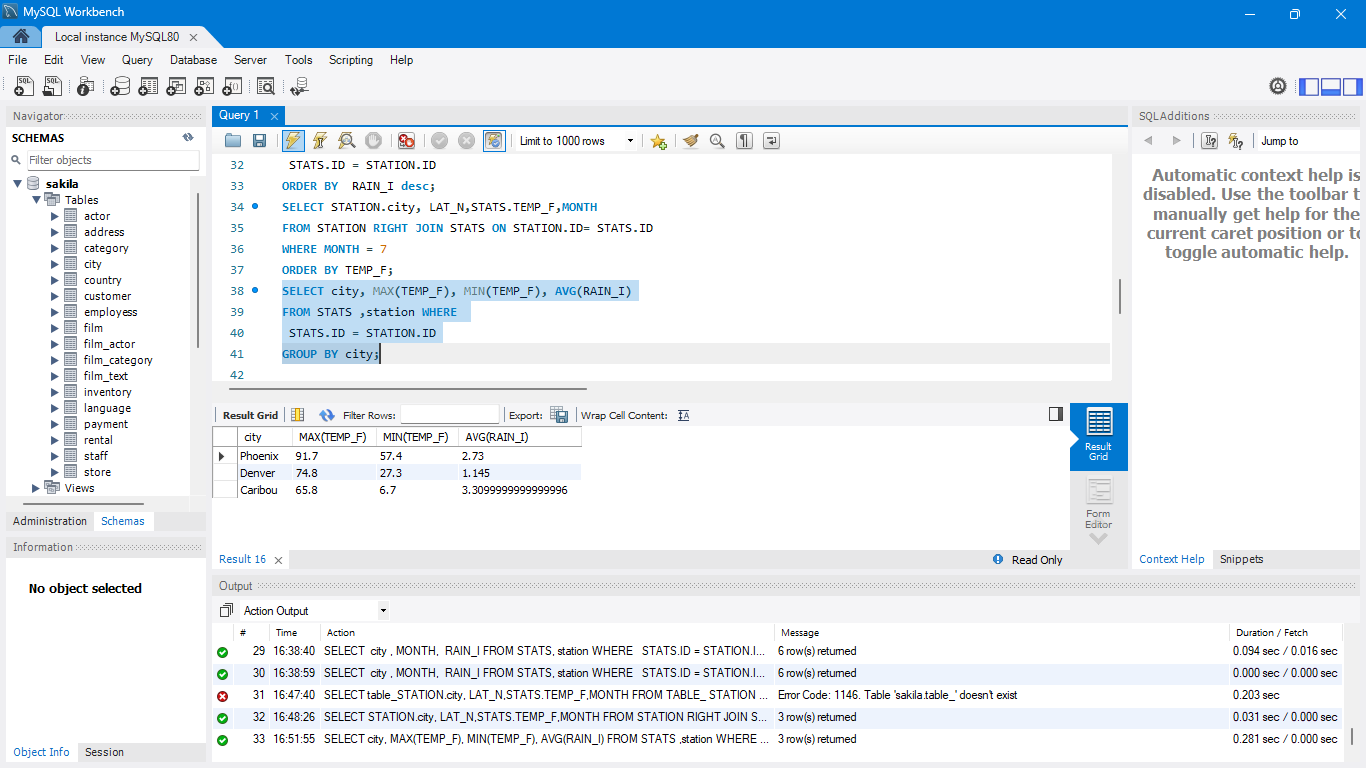 MySQL Workbench
Local instance MySQL80
File Edit View Query Database Server Tools Scripting Help
Navigator
SCHEMAS
Filter objects
sakila
Tables
actor
address
category
city
country
customer
employess
film
film_actor
film_category
film_text
inventory
language
payment
rental
staff
store
Views
Administration Schemas
Information
No object selected
Object Info Session
Query 1
Limit to 1000 rows
32 STATS.ID = STATION.ID
33 ORDER BY  RAIN_I desc;
34 SELECT STATION.city, LAT_N,STATS.TEMP_F,MONTH
35 FROM STATION RIGHT JOIN STATS ON STATION.ID= STATS.ID
36 WHERE MONTH = 7
37 ORDER BY TEMP_F;
38 SELECT city, MAX(TEMP_F), MIN(TEMP_F), AVG(RAIN_I)
39 FROM STATS ,station WHERE
40 STATS.ID = STATION.ID
41 GROUP BY city;
42
Result Grid Filter Rows: Export: Wrap Cell Content:
city MAX(TEMP_F) MIN(TEMP_F) AVG(RAIN_I)
Phoenix 91.7 57.4 2.73
Denver 74.8 27.3 1.145
Caribou 65.8 6.7 3.3099999999999996
Result
Grid
Form
Editor
Result 16 Read Only
SQLAdditions
Jump to
Automatic context help is
disabled. Use the toolbar t
manually get help for the
current caret position or to
toggle automatic help.
Context Help Snippets
Output
Action Output
# Time Action Message Duration / Fetch
29 16:38:40 SELECT city , MONTH, RAIN_I FROM STATS, station WHERE STATS.ID = STATION.I... 6 row(s) returned 0.094 sec / 0.016 sec
30 16:38:59 SELECT city , MONTH, RAIN_I FROM STATS, station WHERE STATS.ID = STATION.I... 6 row(s) returned 0.000 sec / 0.000 sec
31 16:47:40 SELECT table_STATION.city, LAT_N,STATS.TEMP_F,MONTH FROM TABLE_ STATION ... Error Code: 1146. Table 'sakila.table_' doesn't exist 0.203 sec
32 16:48:26 SELECT STATION.city, LAT_N,STATS.TEMP_F,MONTH FROM STATION RIGHT JOIN S... 3 row(s) returned 0.031 sec / 0.000 sec
33 16:51:55 SELECT city, MAX(TEMP_F), MIN(TEMP_F), AVG(RAIN_I) FROM STATS ,station WHERE ... 3 row(s) returned 0.281 sec / 0.000 sec